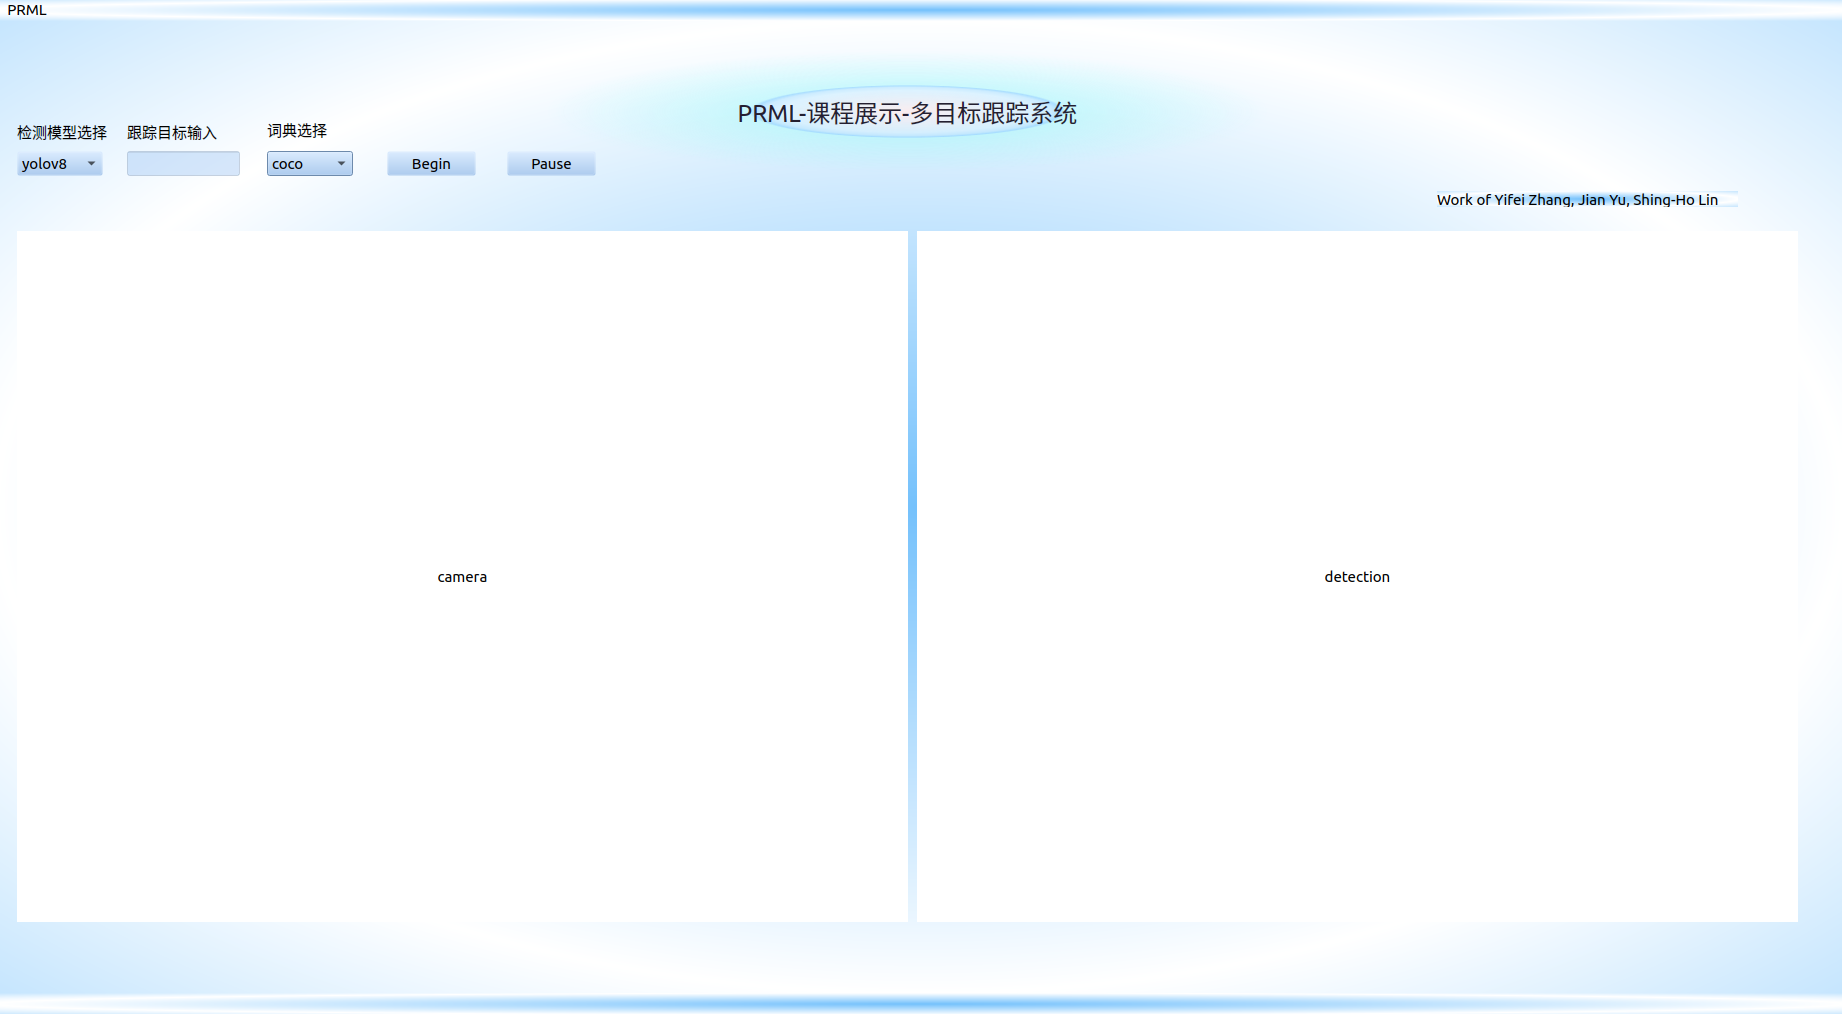 PRML
PRML-课程展示-多目标跟踪系统
检测模型选择 跟踪目标输入 词典选择
yolov8 coco Begin Pause
Work of Yifei Zhang, Jian Yu, Shing-Ho Lin
camera
detection